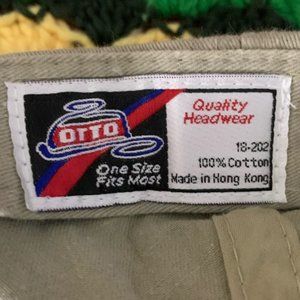 OTTO
One Size
Fits Most
Quality
Headwear
18-202
100% Cotton
Made in Hong Kong